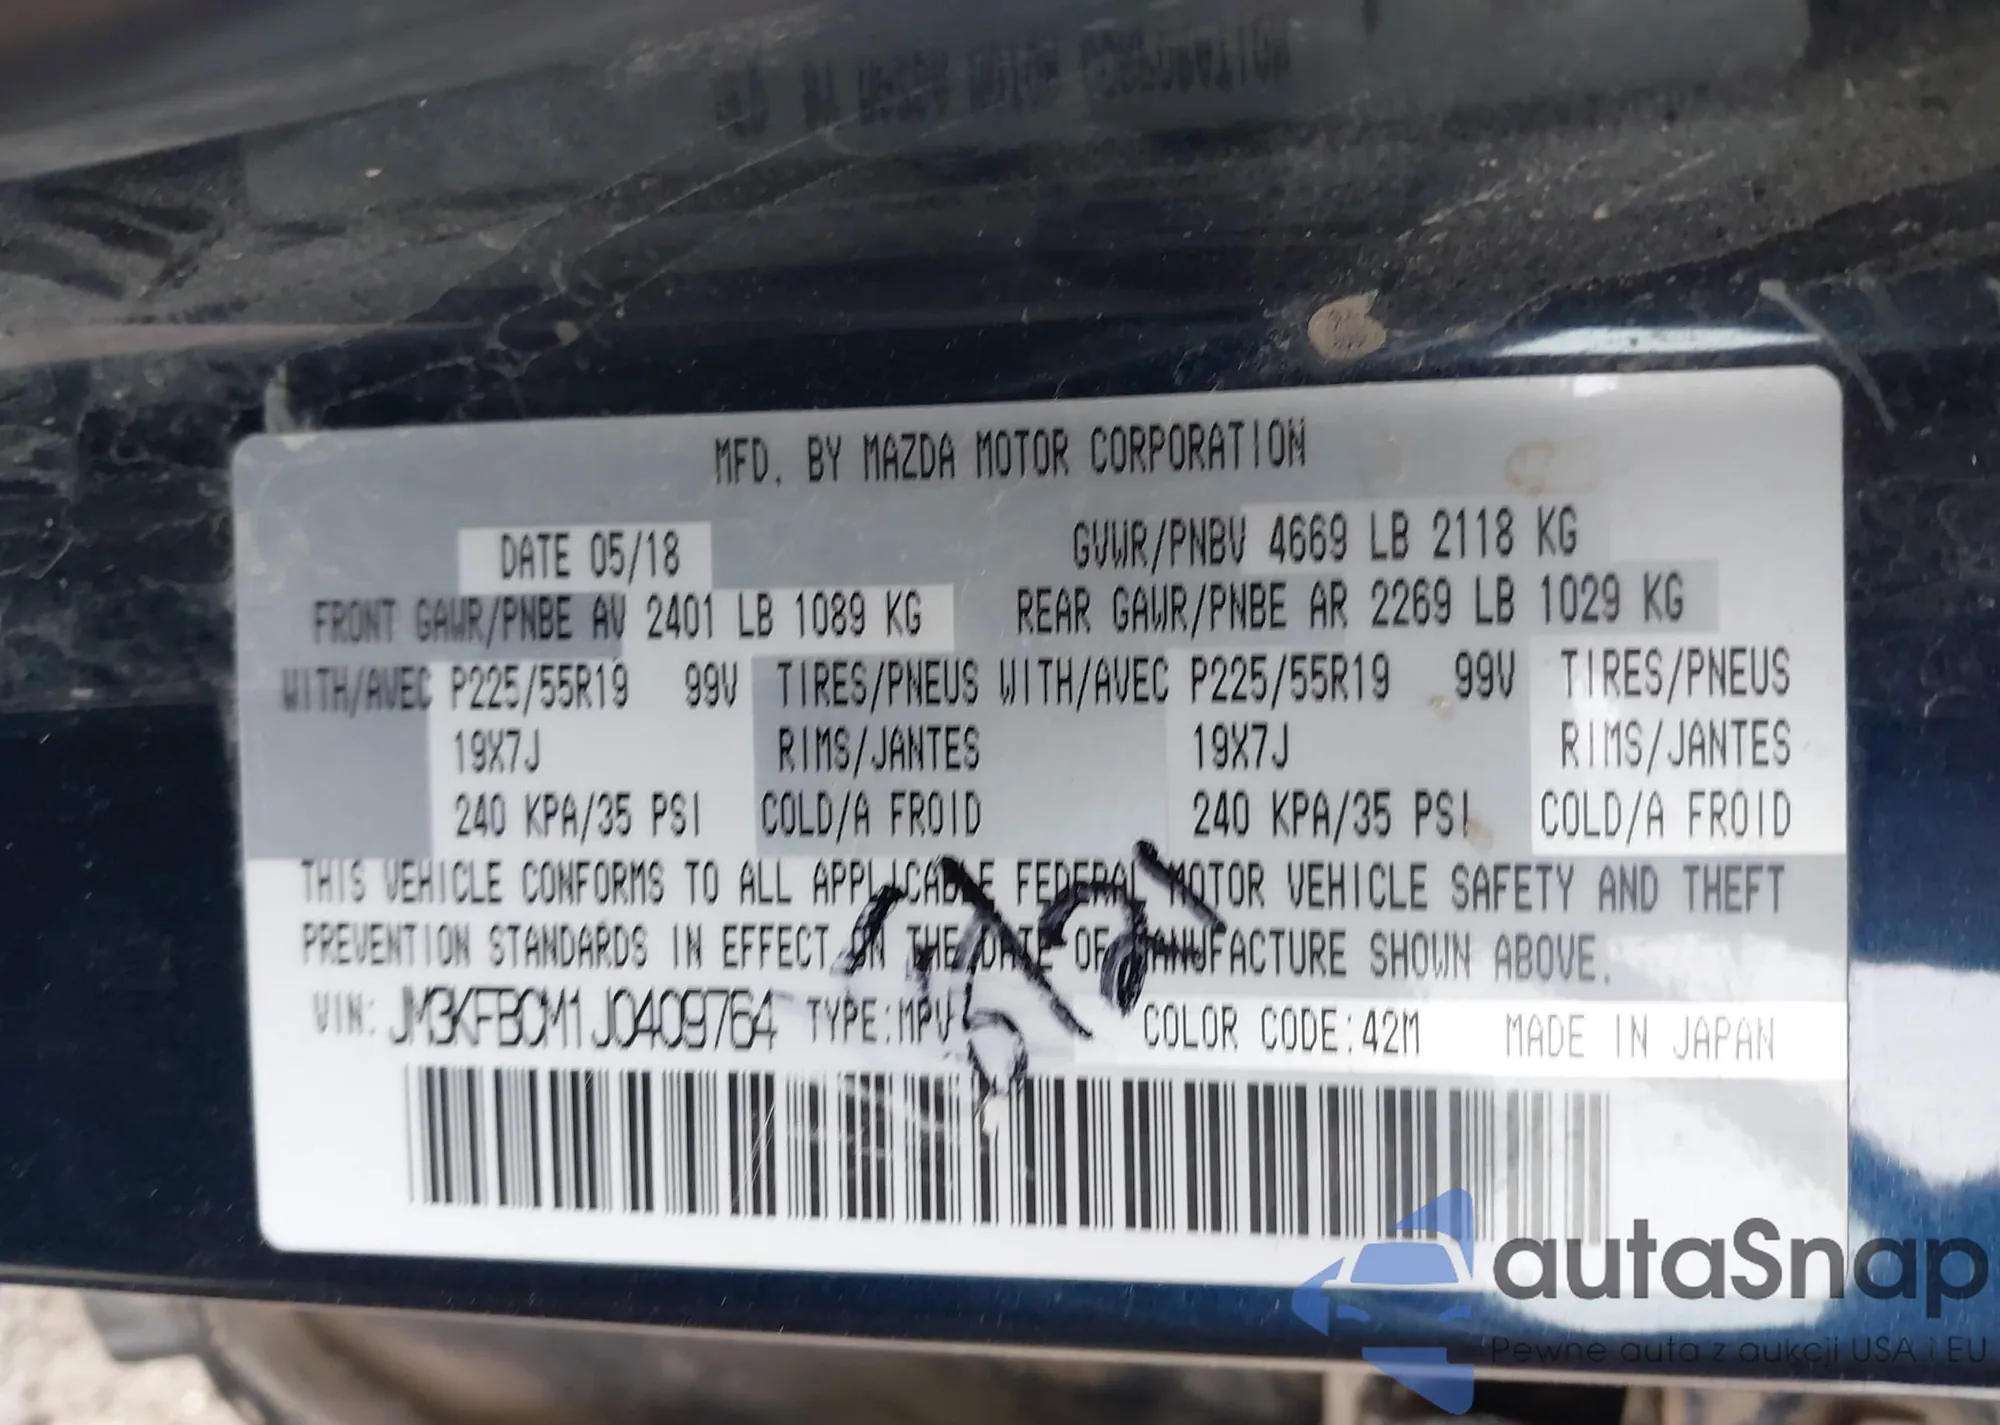 MFD. BY MAZDA MOTOR CORPORATION
DATE 05/18 GVWR/PNBV 4669 LB 2118 KG
FRONT GAWR/PNBE AV 2401 LB 1089 KG REAR GAWR/PNBE AR 2269 LB 1029 KG
WITH/AVEC P225/55R19 99V TIRES/PNEUS WITH/AVEC P225/55R19 99V TIRES/PNEUS
19X7J RIMS/JANTES 19X7J RIMS/JANTES
240 KPA/35 PSI COLD/A FROID 240 KPA/35 PSI COLD/A FROID
THIS VEHICLE CONFORMS TO ALL APPLICABLE FEDERAL MOTOR VEHICLE SAFETY AND THEFT
PREVENTION STANDARDS IN EFFECT ON THE DATE OF MANUFACTURE SHOWN ABOVE.
VIN: JM3KFBCM1J0409764 TYPE:MPV COLOR CODE:42M MADE IN JAPAN
autaSnap
Pewne auta z aukcji USA i EU